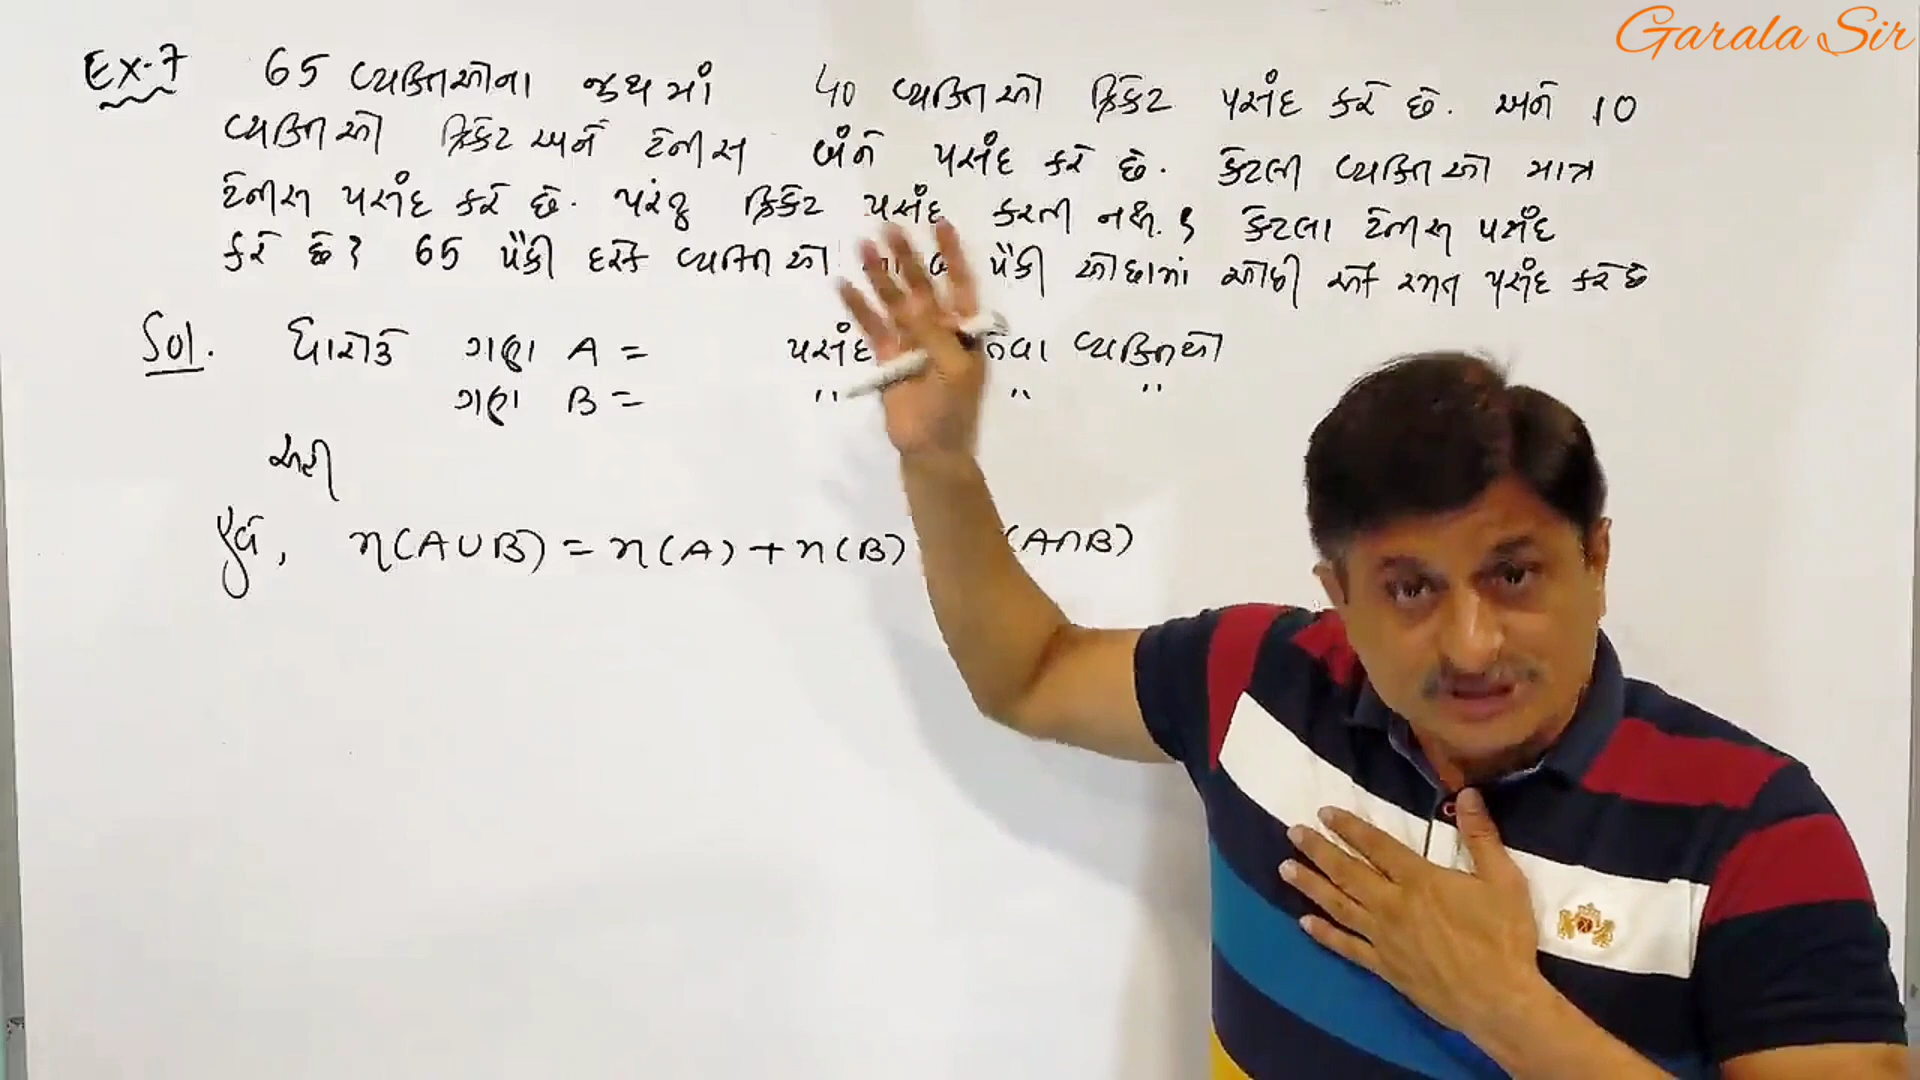 Garala Sir
Ex-7 65 વ્યક્તિઓના જૂથમાં 40 વ્યક્તિઓ ક્રિકેટ પસંદ કરે છે. અને 10
વ્યક્તિઓ ક્રિકેટ અને ટેનીસ બંને પસંદ કરે છે. કેટલી વ્યક્તિઓ માત્ર
ટેનીસ પસંદ કરે છે. પરંતુ ક્રિકેટ પસંદ કરતી નથી. ? કેટલા ટેનીસ પસંદ
કરે છે? 65 પૈકી દરેક વ્યક્તિઓ પૈકી ઓછામાં ઓછી એક રમત પસંદ કરે છે
Sol. ધારોકે ગણ A = પસંદ વ્યક્તિઓ
ગણ B = " " "
અહીં
હવે, n(A∪B) = n(A) + n(B) (A∩B)